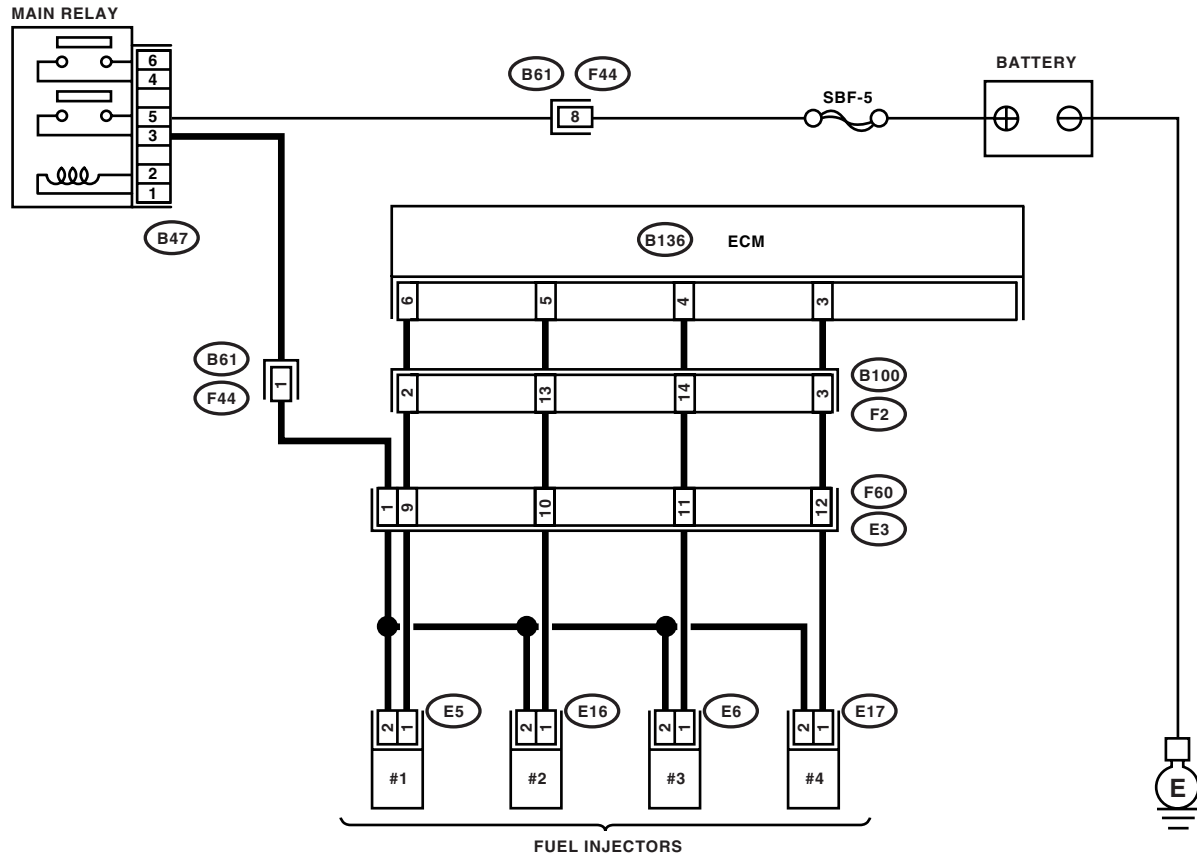 MAIN RELAY
6
4
5
3
2
1
B47
B61 F44
8
SBF-5
BATTERY
B136 ECM
6 5 4 3
B61
F44
1
2 13 14 3
B100
F2
1 9 10 11 12
F60
E3
2 1 E5
2 1 E16
2 1 E6
2 1 E17
#1 #2 #3 #4
E
FUEL INJECTORS